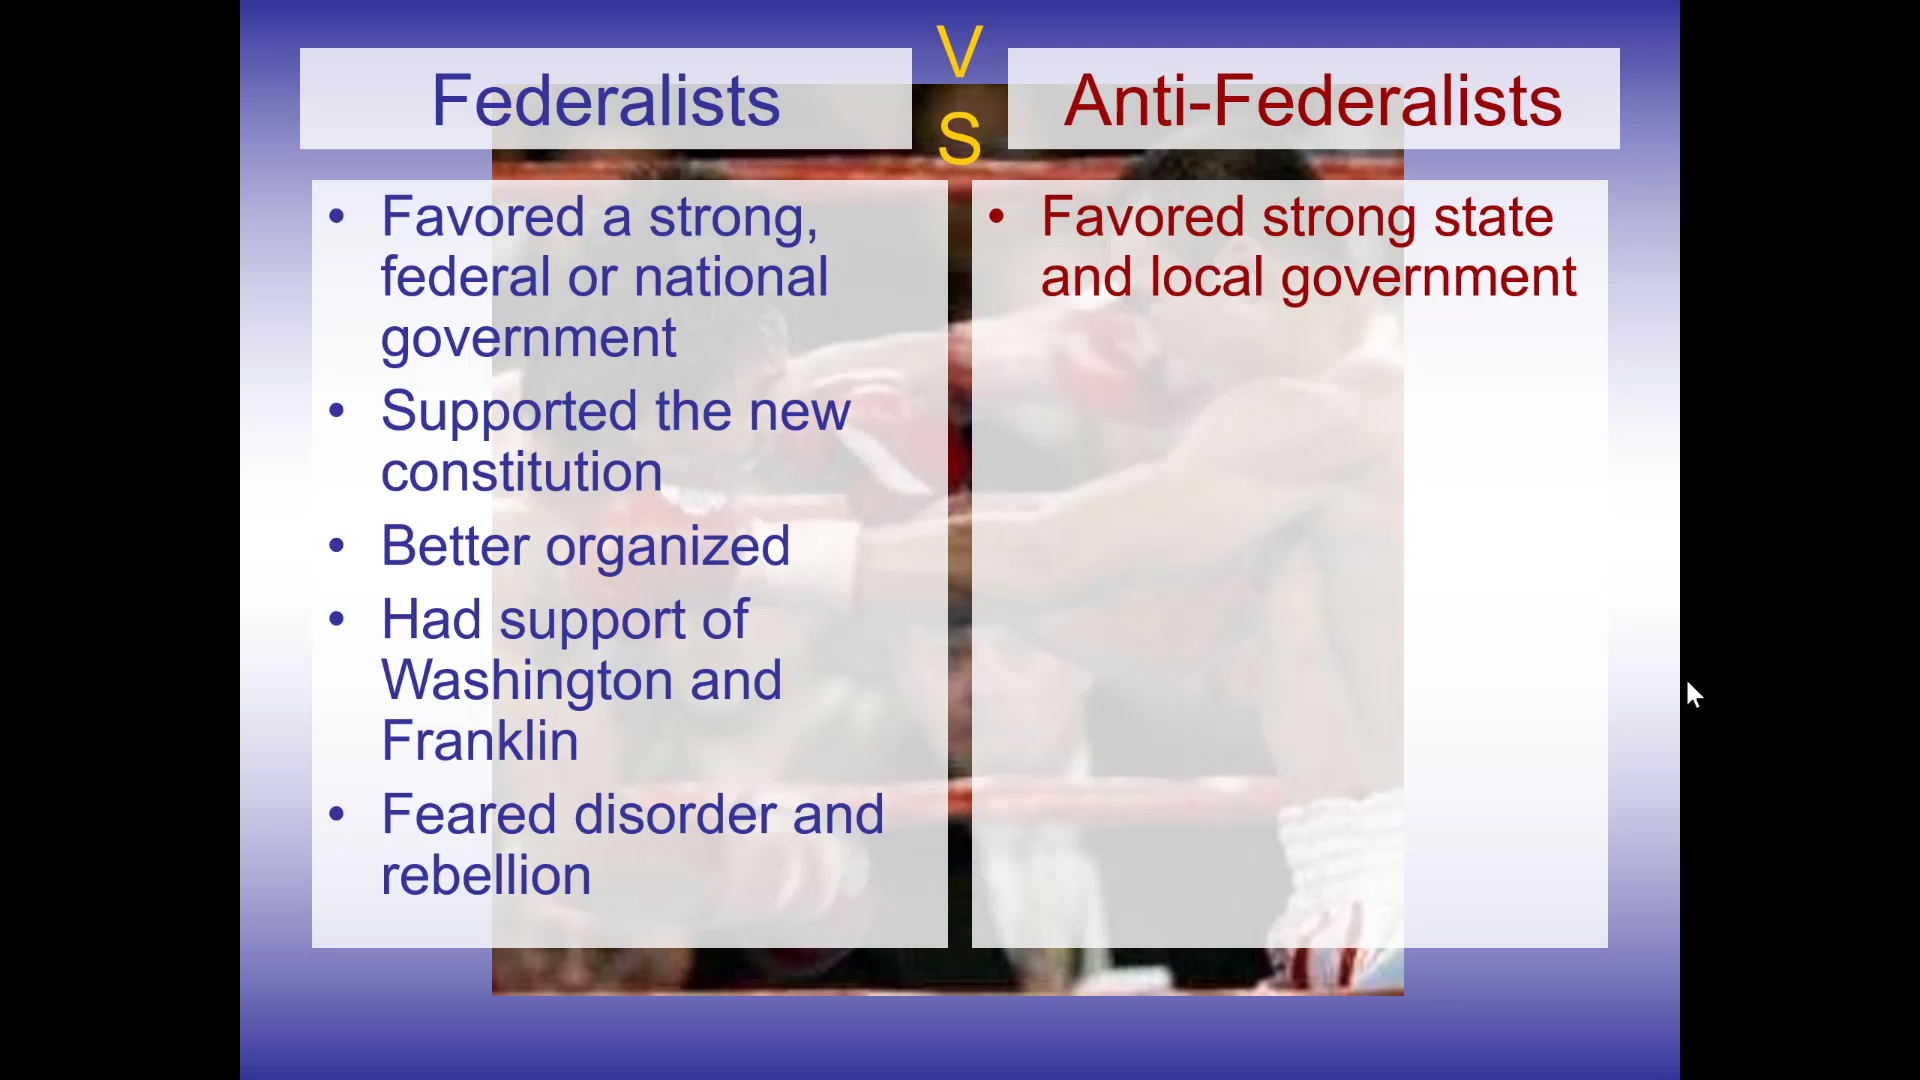 V
S
Federalists
• Favored a strong,
federal or national
government
• Supported the new
constitution
• Better organized
• Had support of
Washington and
Franklin
• Feared disorder and
rebellion
Anti-Federalists
• Favored strong state
and local government